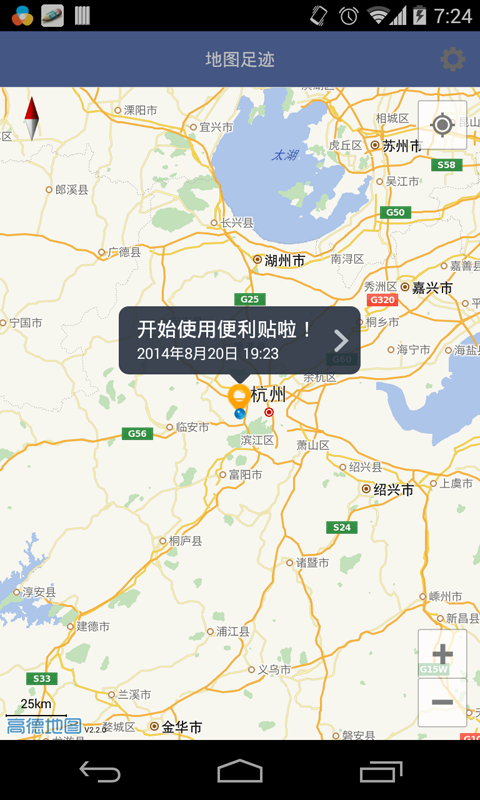 7:24
地图足迹
溧阳市
宜兴市
相城区
虎丘区
苏州市
太湖
S58
吴江市
郎溪县
G50
长兴县
广德县
湖州市
南浔区
嘉善县
秀洲区
嘉兴市
G25
G320
宁国市
桐乡市
开始使用便利贴啦！
2014年8月20日 19:23
海宁市
海盐县
余杭区
杭州
G56
临安市
滨江区
萧山区
富阳市
绍兴县
绍兴市
上虞市
S24
桐庐县
诸暨市
淳安县
嵊州市
建德市
浦江县
新昌县
义乌市
G15W
S33
兰溪市
25km
高德地图 V2.2.0
婺城区
金华市
磐安县
龙游县